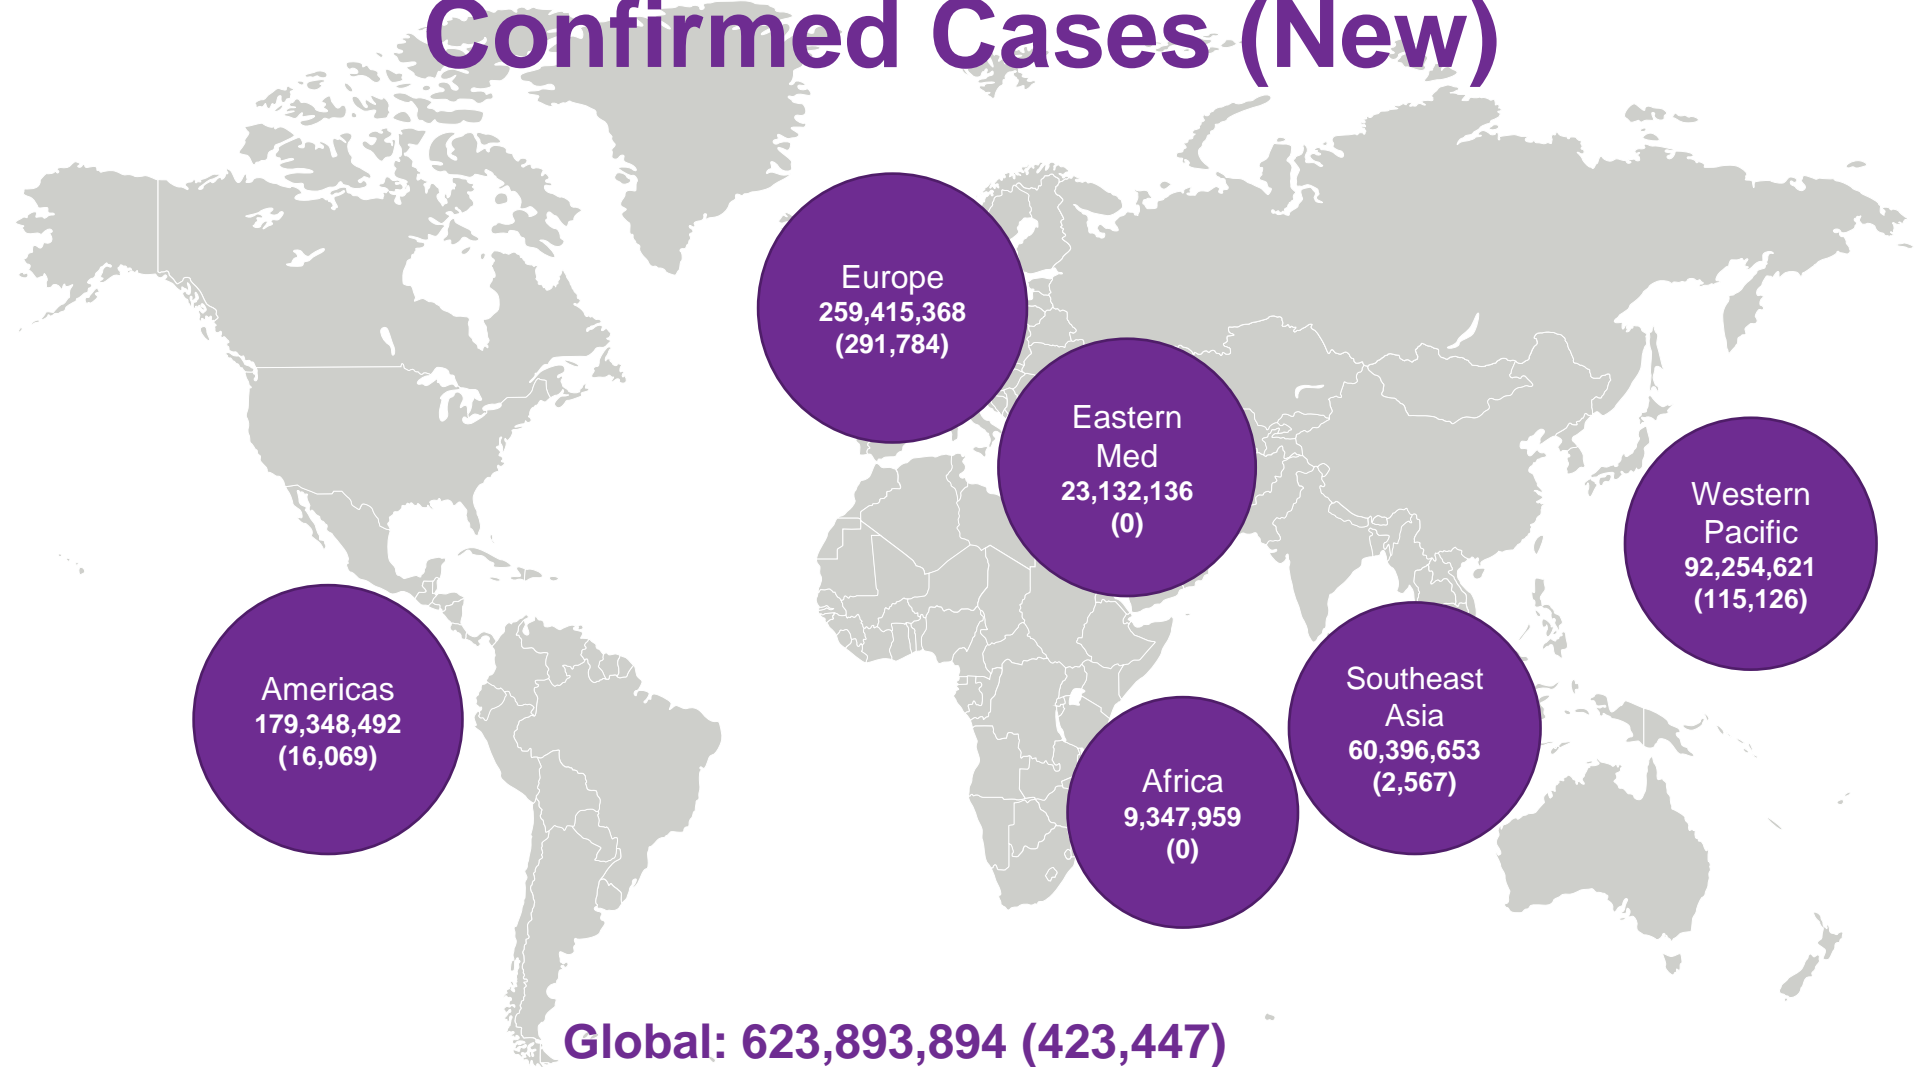 Confirmed Cases (New)
Europe
259,415,368
(291,784)
Eastern
Med
23,132,136
(0)
Western
Pacific
92,254,621
(115,126)
Americas
179,348,492
(16,069)
Southeast
Asia
60,396,653
(2,567)
Africa
9,347,959
(0)
Global: 623,893,894 (423,447)